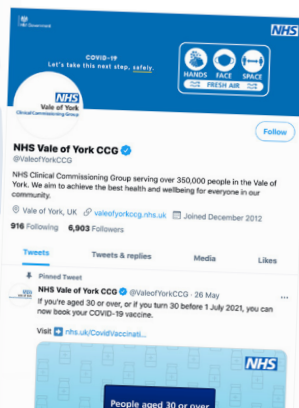 HM Government
NHS
COVID-19
Let's take this next step, safely.
HANDS FACE SPACE
FRESH AIR
NHS
Vale of York
Clinical Commissioning Group
Follow
NHS Vale of York CCG
@ValeofYorkCCG
NHS Clinical Commissioning Group serving over 350,000 people in the Vale of
York. We aim to achieve the best health and wellbeing for everyone in our
community.
Vale of York, UK valeofyorkccg.nhs.uk Joined December 2012
916 Following 6,903 Followers
Tweets Tweets & replies Media Likes
Pinned Tweet
NHS Vale of York CCG @ValeofYorkCCG · 26 May
If you're aged 30 or over, or if you turn 30 before 1 July 2021, you can
now book your COVID-19 vaccine.
Visit nhs.uk/CovidVaccinati...
NHS
People aged 30 or over